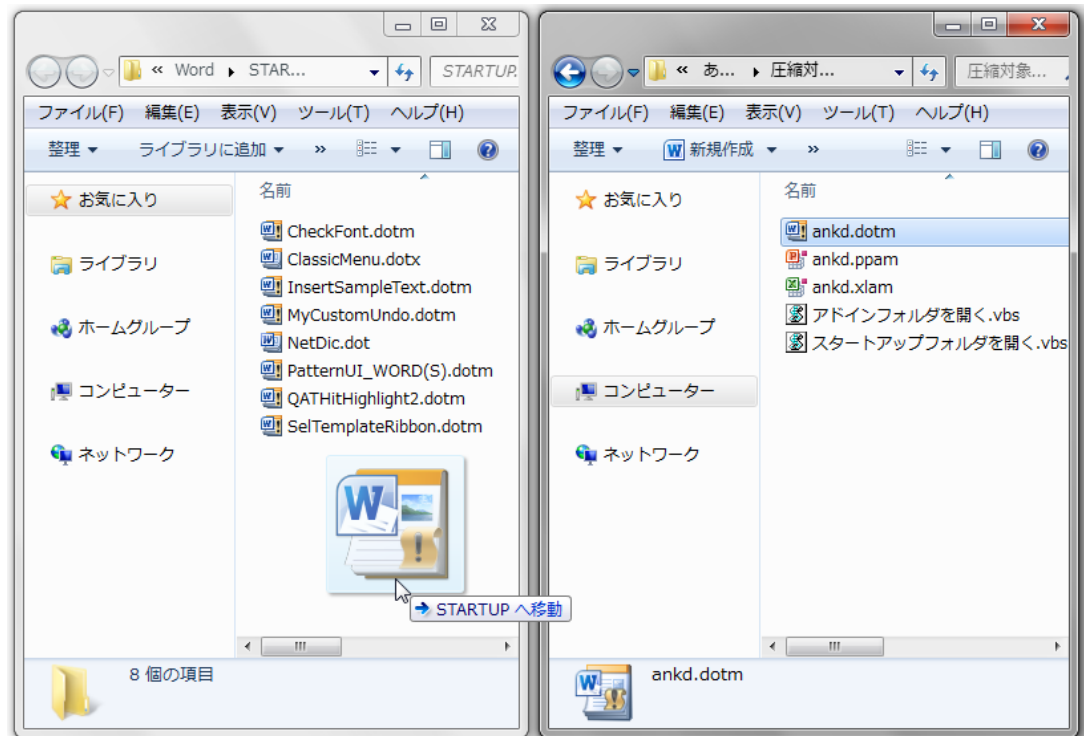 « Word ▸ STAR...
STARTUP
ファイル(F) 編集(E) 表示(V) ツール(T) ヘルプ(H)
整理 ▼ ライブラリに追加 ▼ »
お気に入り
ライブラリ
ホームグループ
コンピューター
ネットワーク
名前
CheckFont.dotm
ClassicMenu.dotx
InsertSampleText.dotm
MyCustomUndo.dotm
NetDic.dot
PatternUI_WORD(S).dotm
QATHitHighlight2.dotm
SelTemplateRibbon.dotm
STARTUP へ移動
8 個の項目
« あ... ▸ 圧縮対...
圧縮対象...
ファイル(F) 編集(E) 表示(V) ツール(T) ヘルプ(H)
整理 ▼ 新規作成 ▼ »
お気に入り
ライブラリ
ホームグループ
コンピューター
ネットワーク
名前
ankd.dotm
ankd.ppam
ankd.xlam
アドインフォルダを開く.vbs
スタートアップフォルダを開く.vbs
ankd.dotm